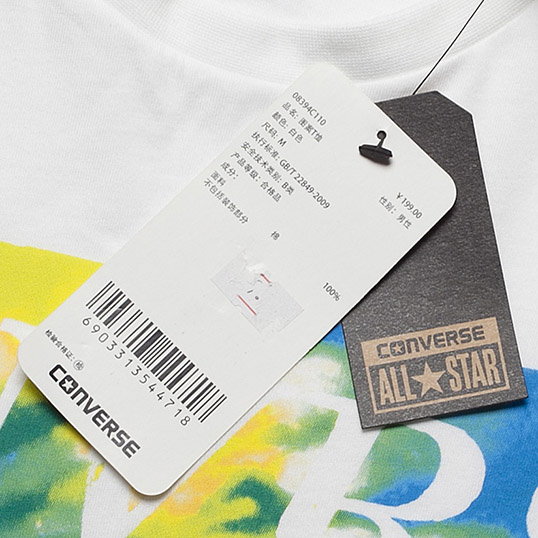 08394C110
品名: 图案T恤
颜色: 白色
尺码: M
执行标准: GB/T 22849-2009
安全技术类别: B类
产品等级: 合格品
成分:
面料
不包括装饰部分
棉
100%
¥199.00
性别: 男性
6903313544718
检验合格证:
CONVERSE
CONVERSE
ALL★STAR